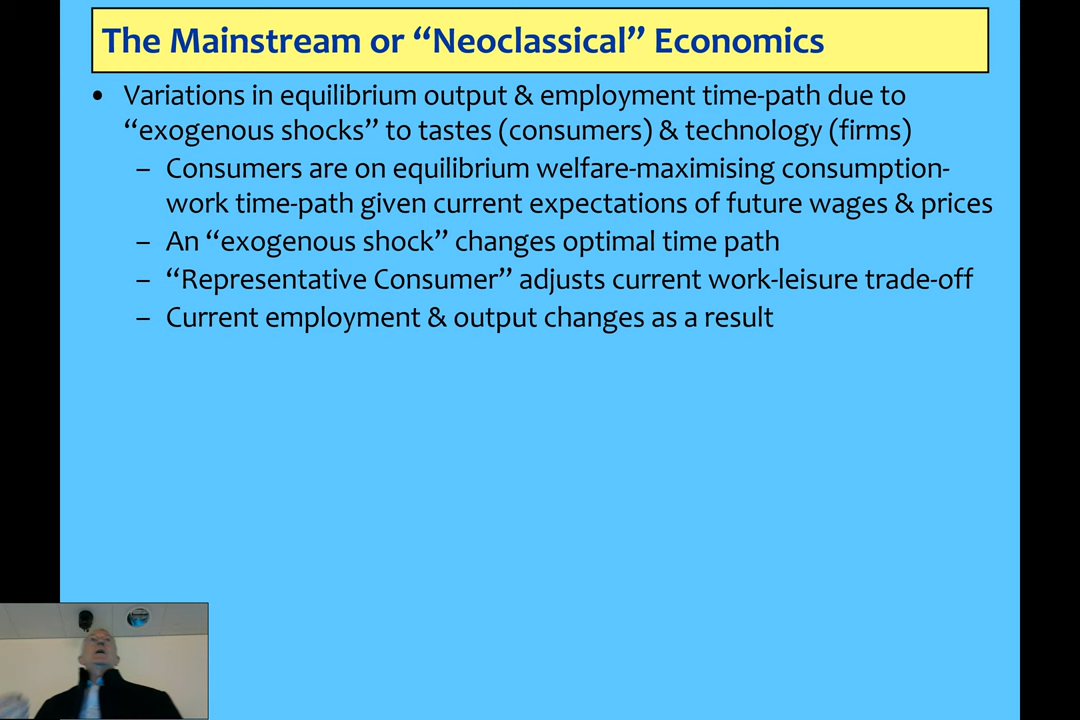 The Mainstream or “Neoclassical” Economics
• Variations in equilibrium output & employment time-path due to
“exogenous shocks” to tastes (consumers) & technology (firms)
– Consumers are on equilibrium welfare-maximising consumption-
work time-path given current expectations of future wages & prices
– An “exogenous shock” changes optimal time path
– “Representative Consumer” adjusts current work-leisure trade-off
– Current employment & output changes as a result